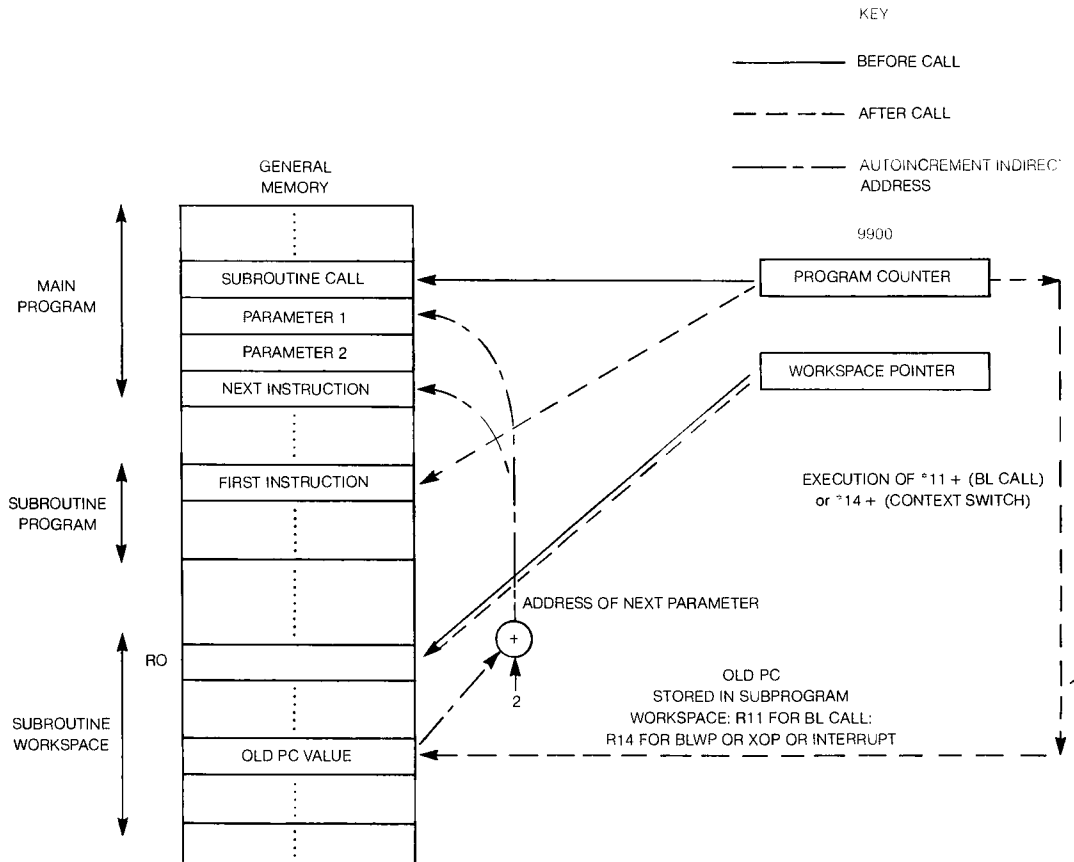 KEY
BEFORE CALL
AFTER CALL
AUTOINCREMENT INDIREC
ADDRESS
GENERAL
MEMORY
9900
MAIN
PROGRAM
SUBROUTINE CALL
PROGRAM COUNTER
PARAMETER 1
PARAMETER 2
WORKSPACE POINTER
NEXT INSTRUCTION
SUBROUTINE
PROGRAM
FIRST INSTRUCTION
EXECUTION OF *11 + (BL CALL)
or *14 + (CONTEXT SWITCH)
ADDRESS OF NEXT PARAMETER
+
2
RO
SUBROUTINE
WORKSPACE
OLD PC
STORED IN SUBPROGRAM
WORKSPACE: R11 FOR BL CALL:
R14 FOR BLWP OR XOP OR INTERRUPT
OLD PC VALUE